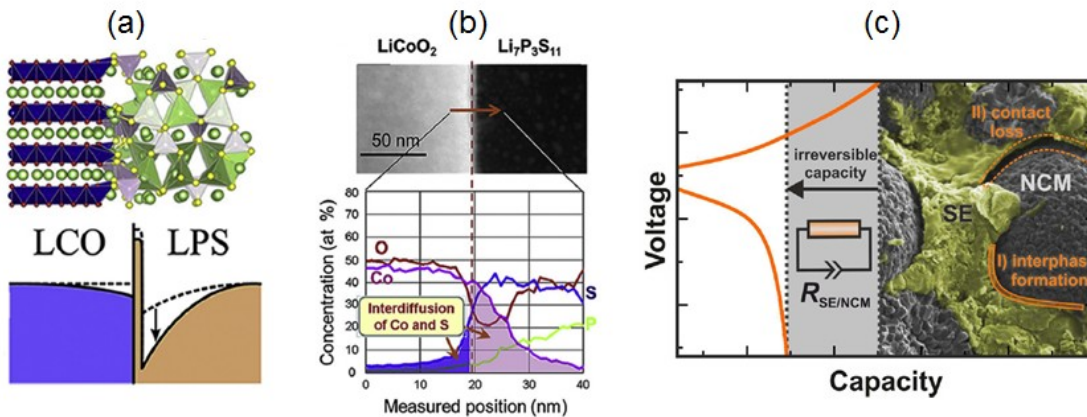 (a)
LCO
LPS
(b)
LiCoO₂
Li₇P₃S₁₁
50 nm
Concentration (at %)
80
70
60
50
40
30
20
10
0
O
Co
S
P
Interdiffusion
of Co and S
0
10
20
30
40
Measured position (nm)
(c)
Voltage
irreversible
capacity
R_SE/NCM
SE
II) contact
loss
NCM
I) interphase
formation
Capacity